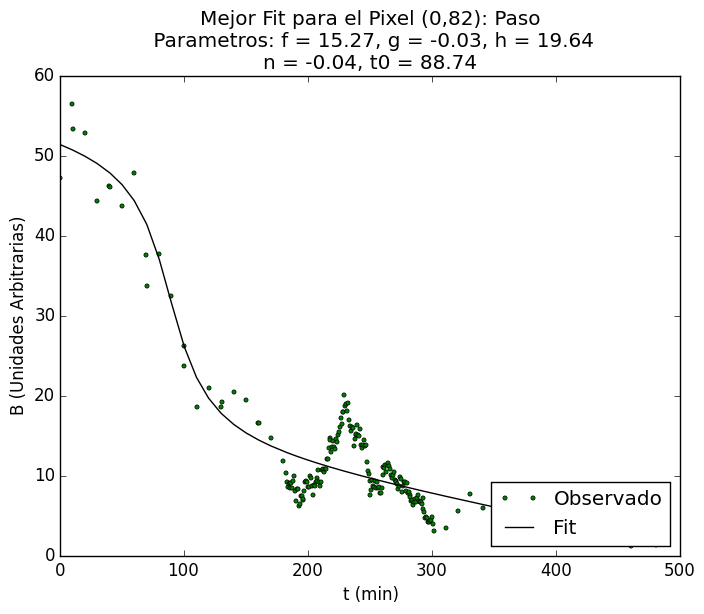 Mejor Fit para el Pixel (0,82): Paso
Parametros: f = 15.27, g = -0.03, h = 19.64
n = -0.04, t0 = 88.74
60
50
40
30
20
10
0
B (Unidades Arbitrarias)
Observado
Fit
0 100 200 300 400 500
t (min)